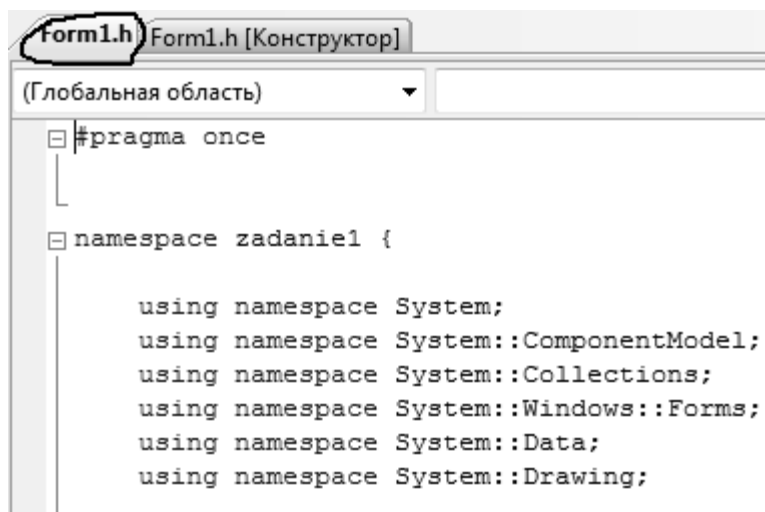 Form1.h Form1.h [Конструктор]
(Глобальная область)
#pragma once
namespace zadanie1 {
using namespace System;
using namespace System::ComponentModel;
using namespace System::Collections;
using namespace System::Windows::Forms;
using namespace System::Data;
using namespace System::Drawing;